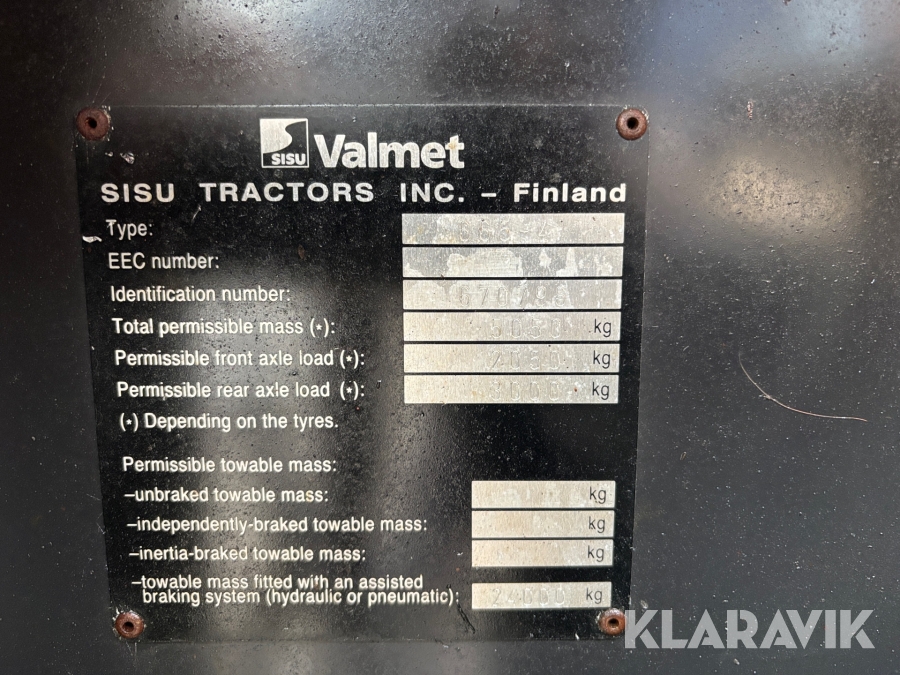 SISU Valmet
SISU TRACTORS INC. – Finland
Type:
EEC number:
Identification number:
Total permissible mass (*): kg
Permissible front axle load (*): kg
Permissible rear axle load (*): kg
(*) Depending on the tyres.
Permissible towable mass:
–unbraked towable mass: kg
–independently-braked towable mass: kg
–inertia-braked towable mass: kg
–towable mass fitted with an assisted
braking system (hydraulic or pneumatic): kg
KLARAVIK